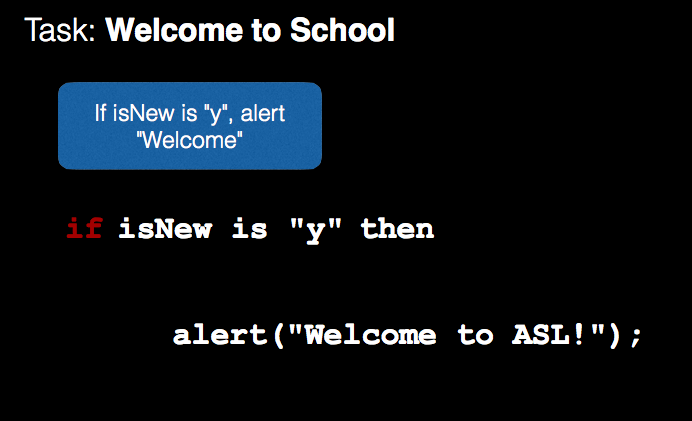 Task: Welcome to School
If isNew is "y", alert
"Welcome"
if isNew is "y" then
alert("Welcome to ASL!");